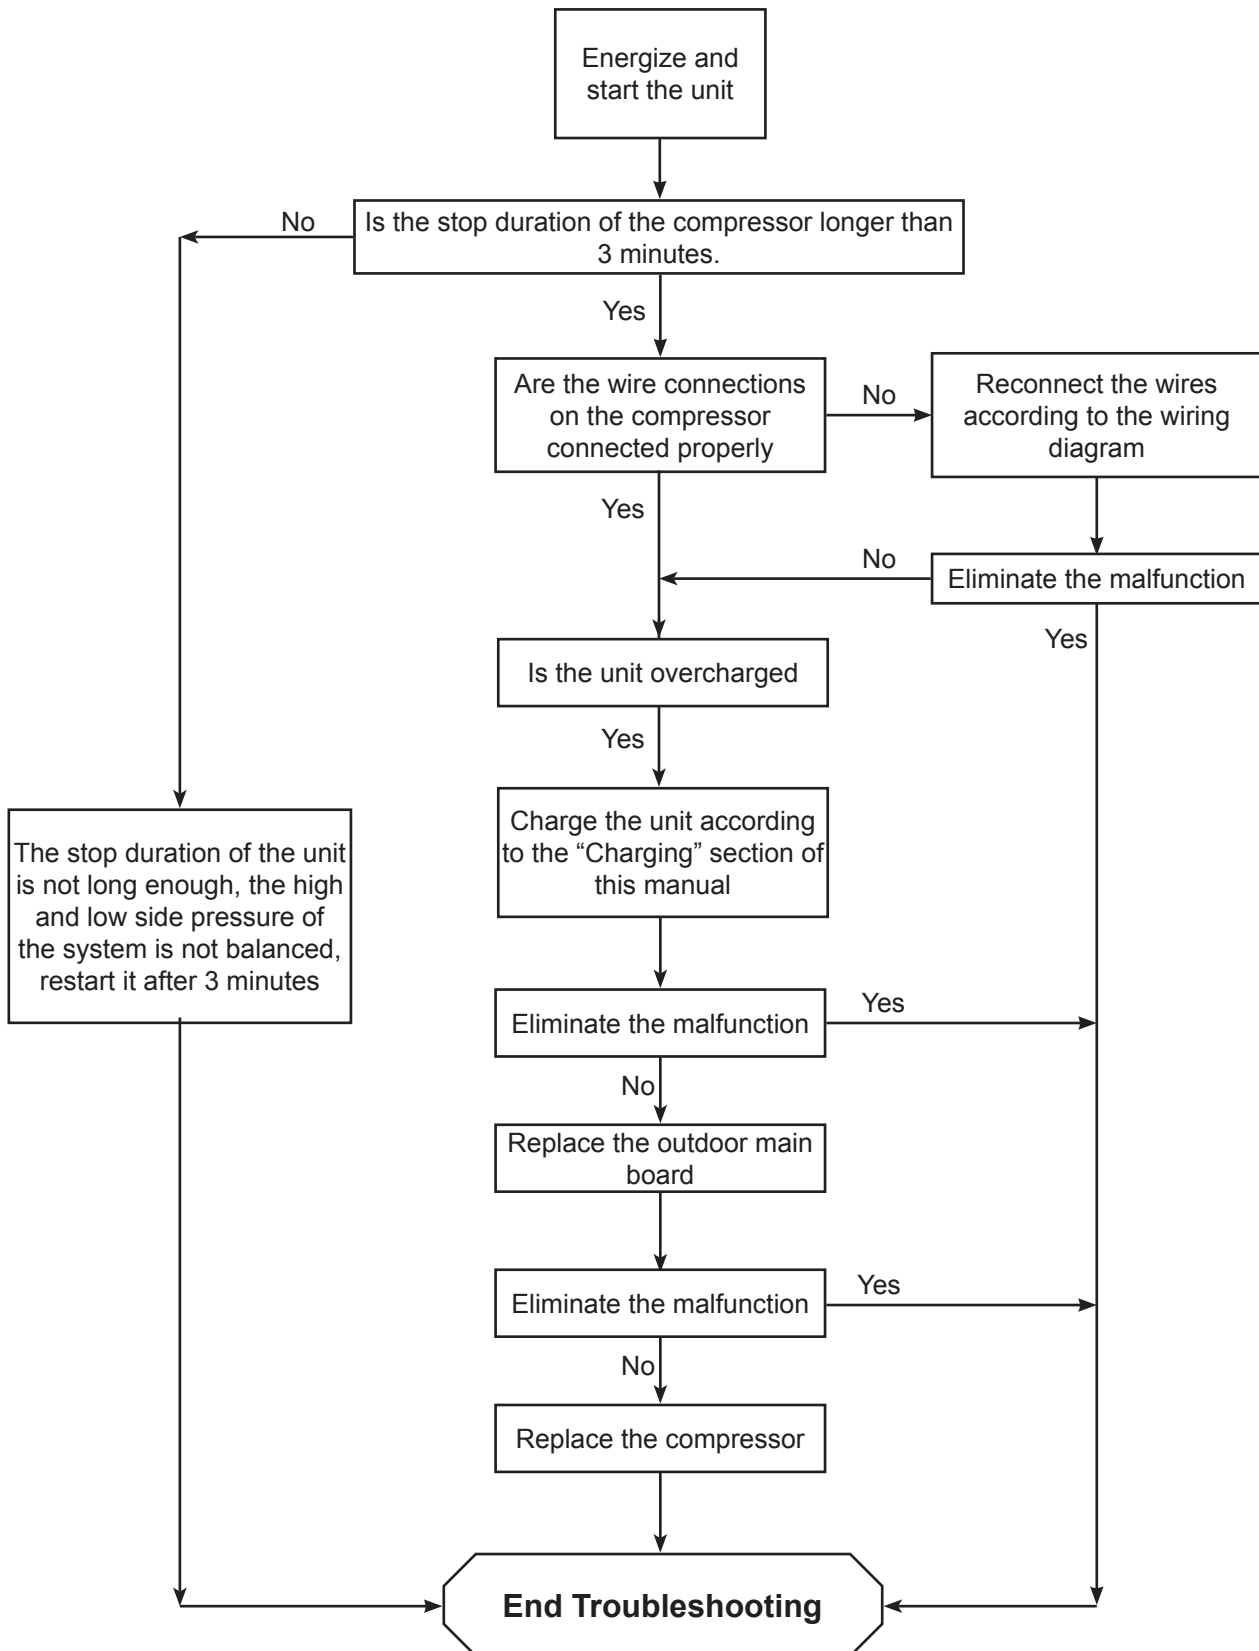 Energize and
start the unit
No
Is the stop duration of the compressor longer than
3 minutes.
Yes
Are the wire connections
on the compressor
connected properly
No
Reconnect the wires
according to the wiring
diagram
Yes
No
Eliminate the malfunction
Yes
Is the unit overcharged
Yes
Charge the unit according
to the “Charging” section of
this manual
The stop duration of the unit
is not long enough, the high
and low side pressure of
the system is not balanced,
restart it after 3 minutes
Eliminate the malfunction
Yes
No
Replace the outdoor main
board
Eliminate the malfunction
Yes
No
Replace the compressor
End Troubleshooting